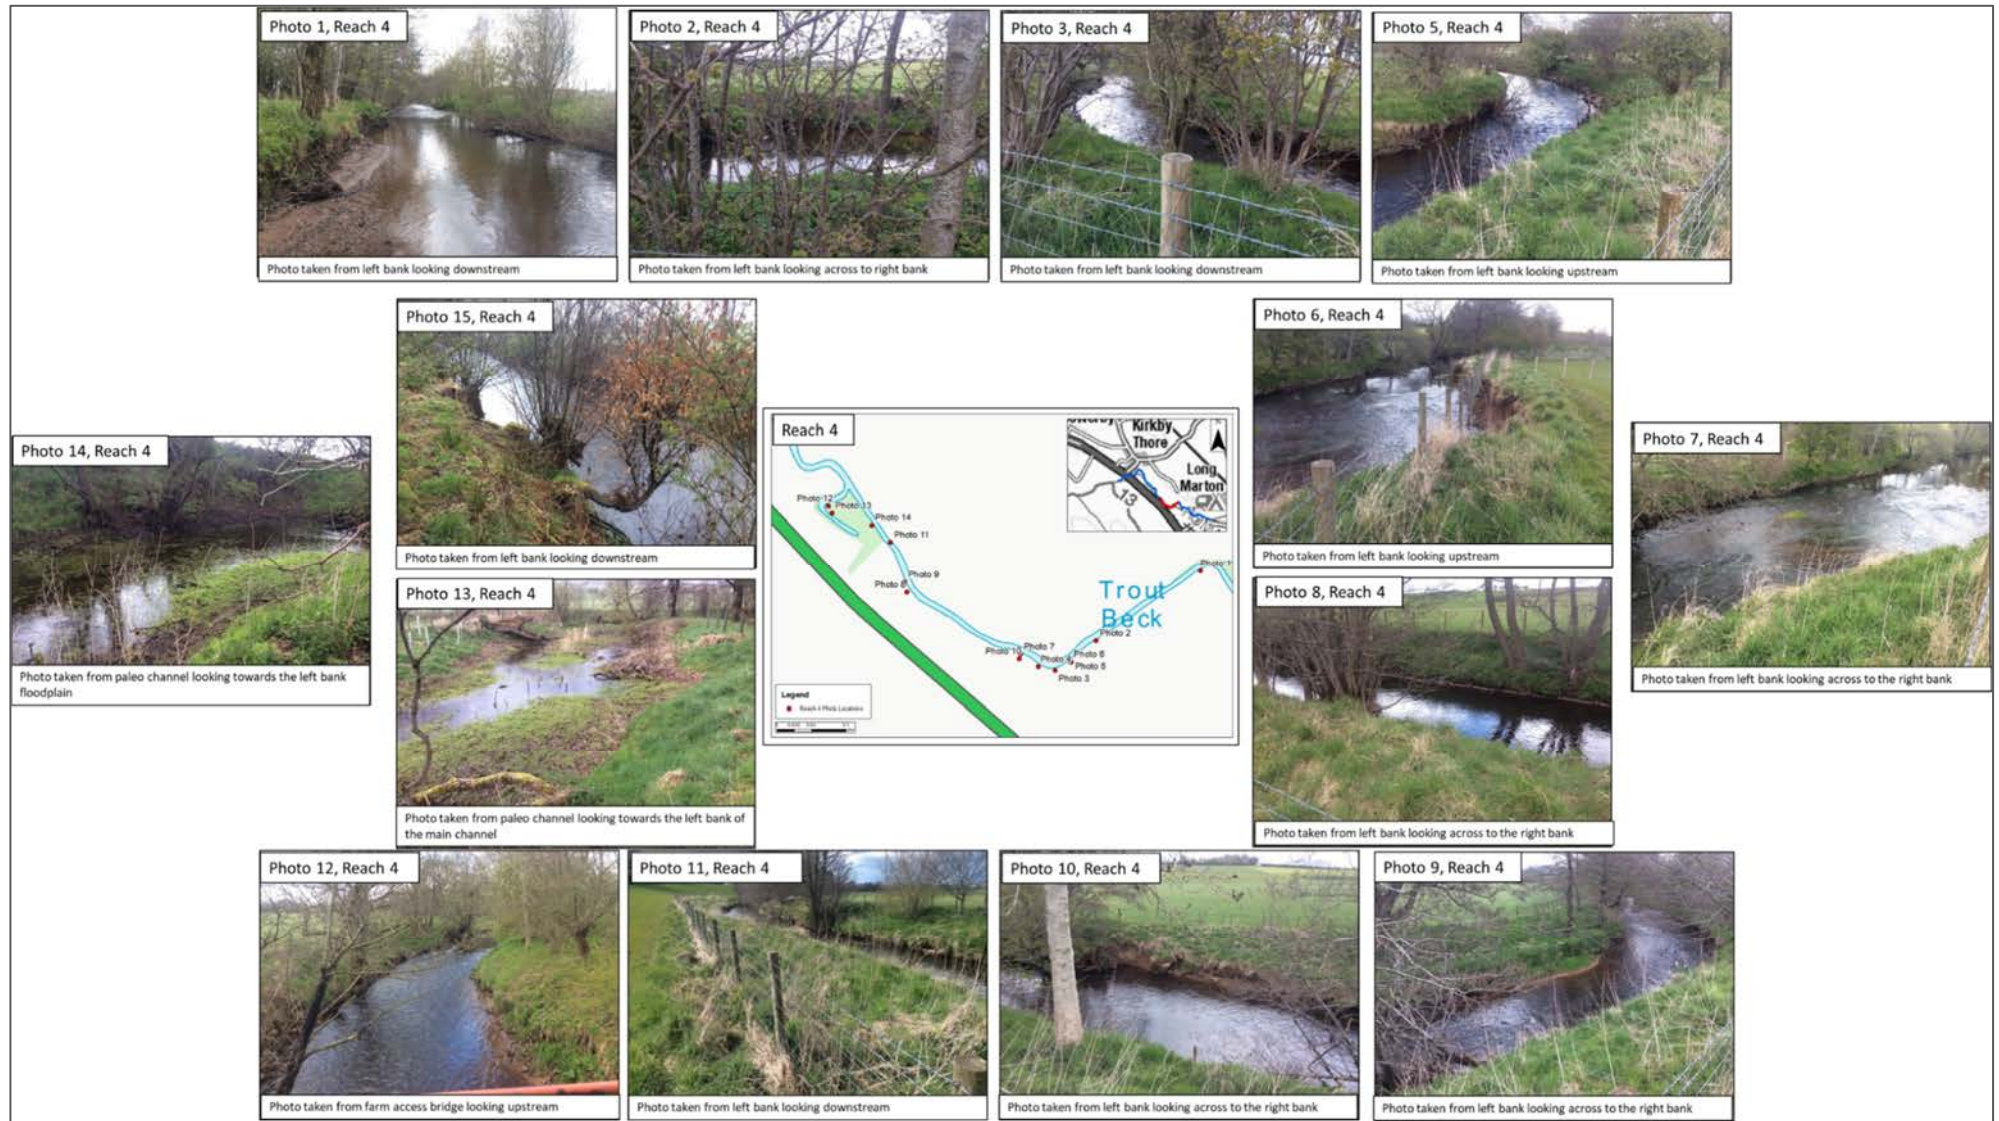 Photo 1, Reach 4
Photo taken from left bank looking downstream
Photo 2, Reach 4
Photo taken from left bank looking across to right bank
Photo 3, Reach 4
Photo taken from left bank looking downstream
Photo 5, Reach 4
Photo taken from left bank looking upstream
Photo 15, Reach 4
Photo taken from left bank looking downstream
Photo 6, Reach 4
Photo taken from left bank looking upstream
Photo 14, Reach 4
Photo taken from paleo channel looking towards the left bank
floodplain
Photo 7, Reach 4
Photo taken from left bank looking across to the right bank
Photo 13, Reach 4
Photo taken from paleo channel looking towards the left bank of
the main channel
Photo 8, Reach 4
Photo taken from left bank looking across to the right bank
Reach 4
Kirkby
Thore
Long
Marton
13
Photo 12
Photo 13
Photo 14
Photo 11
Photo 9
Photo 8
Photo 1
Trout
Beck
Photo 2
Photo 7
Photo 10
Photo 6
Photo 5
Photo 3
Legend
Reach 4 Photo Locations
Photo 12, Reach 4
Photo taken from farm access bridge looking upstream
Photo 11, Reach 4
Photo taken from left bank looking downstream
Photo 10, Reach 4
Photo taken from left bank looking across to the right bank
Photo 9, Reach 4
Photo taken from left bank looking across to the right bank